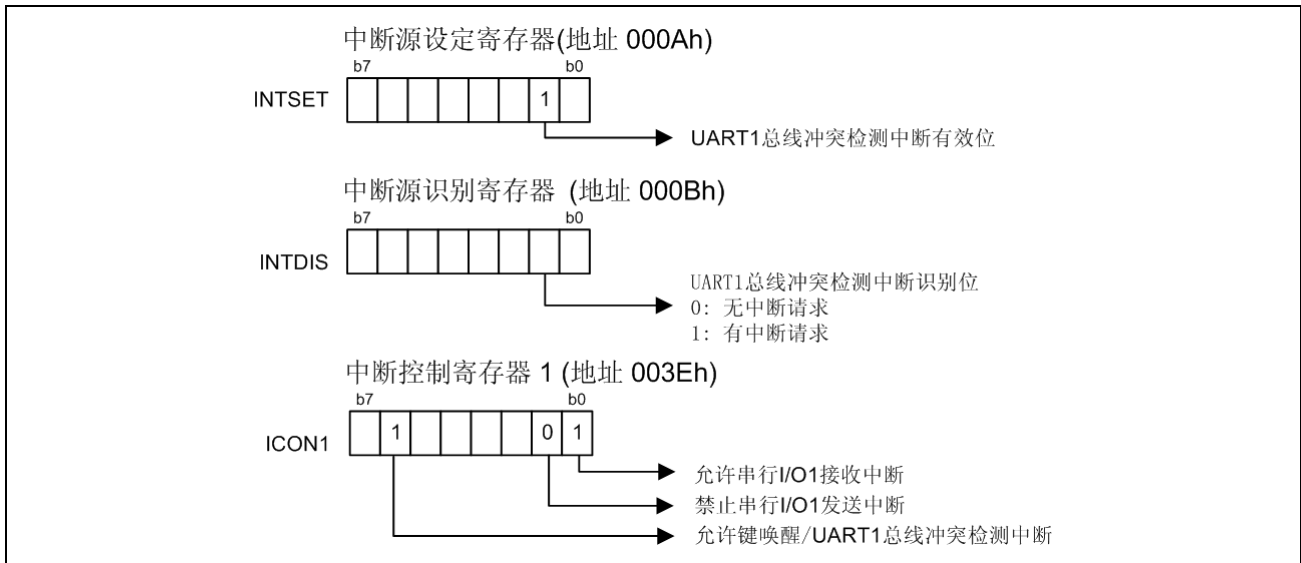 中断源设定寄存器(地址 000Ah)
b7 b0
INTSET 1
UART1总线冲突检测中断有效位
中断源识别寄存器 (地址 000Bh)
b7 b0
INTDIS
UART1总线冲突检测中断识别位
0: 无中断请求
1: 有中断请求
中断控制寄存器 1 (地址 003Eh)
b7 b0
ICON1 1 0 1
允许串行I/O1接收中断
禁止串行I/O1发送中断
允许键唤醒/UART1总线冲突检测中断